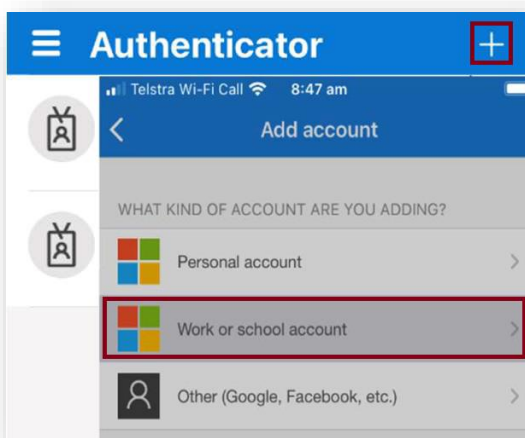 Authenticator
Telstra Wi-Fi Call 8:47 am
Add account
WHAT KIND OF ACCOUNT ARE YOU ADDING?
Personal account
Work or school account
Other (Google, Facebook, etc.)